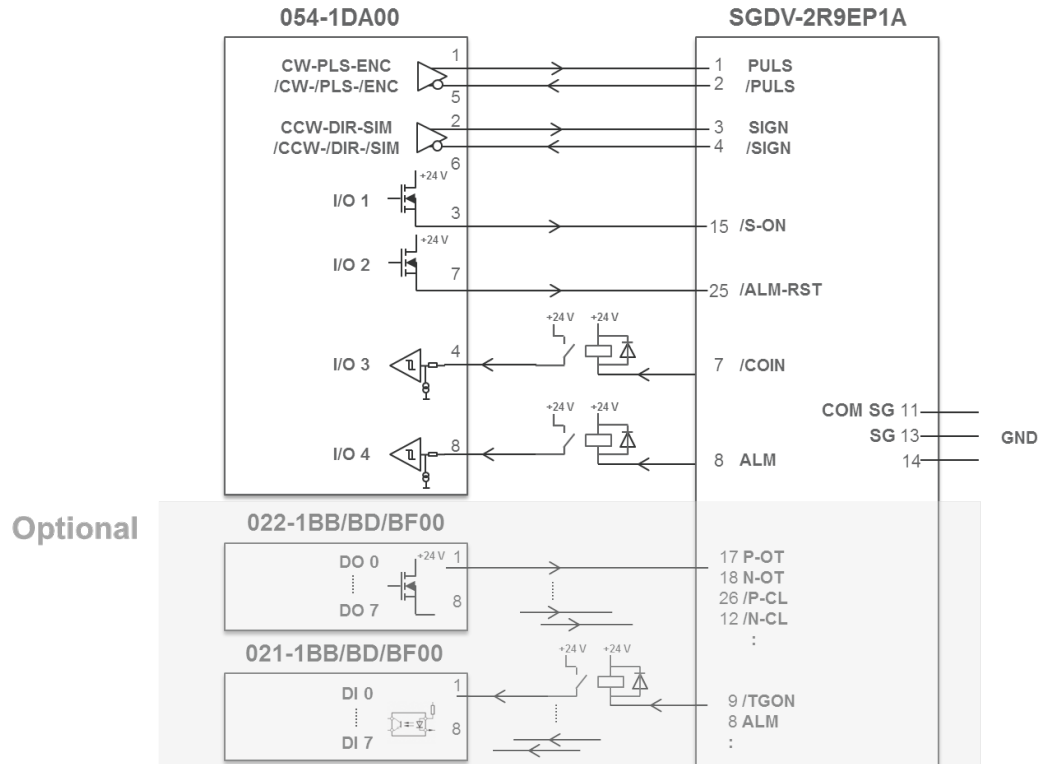 054-1DA00
SGDV-2R9EP1A
CW-PLS-ENC 1
1 PULS
/CW-/PLS-/ENC 5
2 /PULS
CCW-DIR-SIM 2
3 SIGN
/CCW-/DIR-/SIM 6
4 /SIGN
+24 V
I/O 1 3
15 /S-ON
+24 V
I/O 2 7
25 /ALM-RST
+24 V +24 V
I/O 3 4
7 /COIN
COM SG 11
SG 13 GND
14
+24 V +24 V
I/O 4 8
8 ALM
Optional
022-1BB/BD/BF00
DO 0 +24 V 1
DO 7 8
17 P-OT
18 N-OT
26 /P-CL
12 /N-CL
:
021-1BB/BD/BF00
+24 V +24 V
DI 0 1
DI 7 8
9 /TGON
8 ALM
: